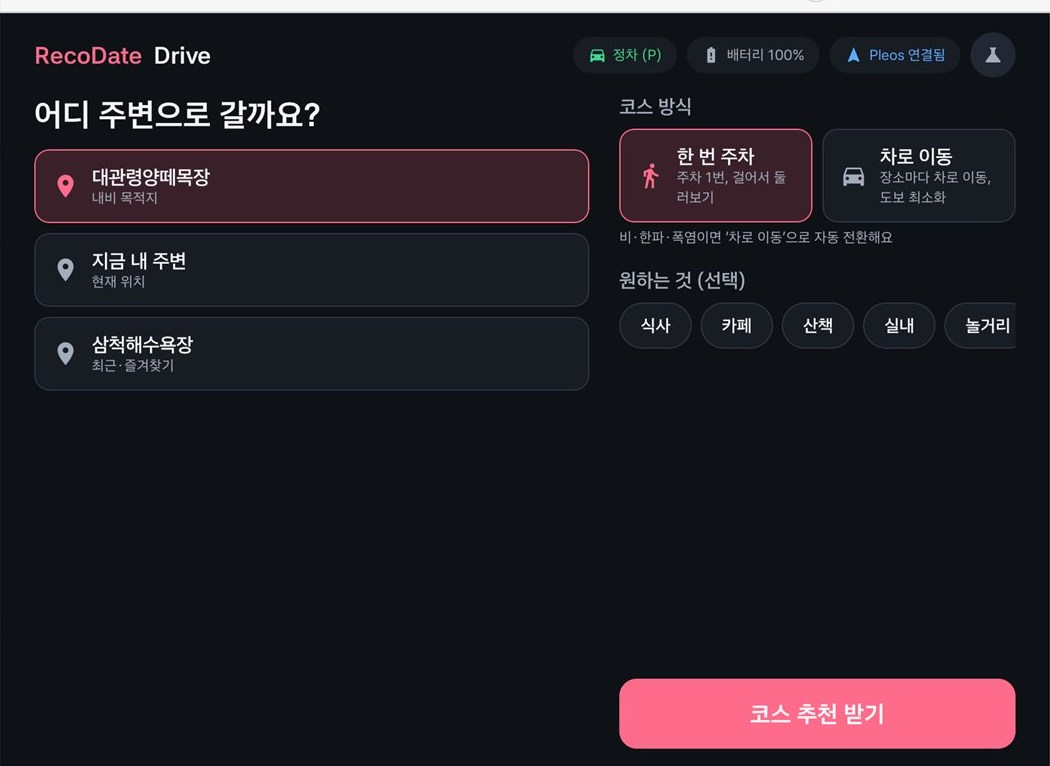 RecoDate Drive
정차 (P)
배터리 100%
Pleos 연결됨
어디 주변으로 갈까요?
대관령양떼목장
내비 목적지
지금 내 주변
현재 위치
삼척해수욕장
최근·즐겨찾기
코스 방식
한 번 주차
주차 1번, 걸어서 둘
러보기
차로 이동
장소마다 차로 이동,
도보 최소화
비·한파·폭염이면 '차로 이동'으로 자동 전환해요
원하는 것 (선택)
식사
카페
산책
실내
놀거리
코스 추천 받기